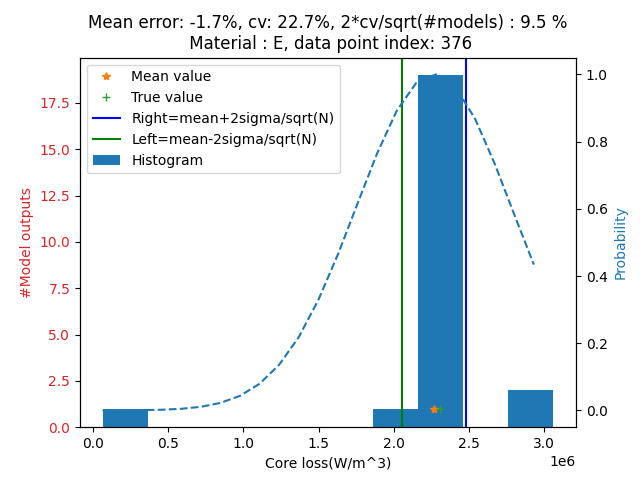 Mean error: -1.7%, cv: 22.7%, 2*cv/sqrt(#models) : 9.5 %
Material : E, data point index: 376
Mean value
True value
Right=mean+2sigma/sqrt(N)
Left=mean-2sigma/sqrt(N)
Histogram
#Model outputs
17.5
15.0
12.5
10.0
7.5
5.0
2.5
0.0
1.0
0.8
0.6
0.4
0.2
0.0
Probability
0.0 0.5 1.0 1.5 2.0 2.5 3.0
1e6
Core loss(W/m^3)